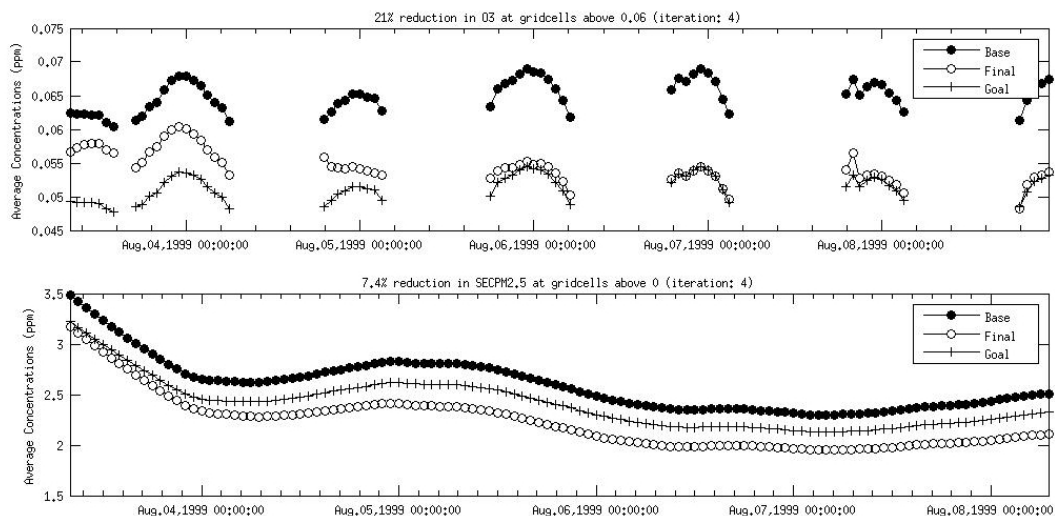 21% reduction in O3 at gridcells above 0.06 (iteration: 4)
Average Concentrations (ppm)
0.075
0.07
0.065
0.06
0.055
0.05
0.045
Base
Final
Goal
Aug.04,1999 00:00:00
Aug.05,1999 00:00:00
Aug.06,1999 00:00:00
Aug.07,1999 00:00:00
Aug.08,1999 00:00:00
7.4% reduction in SECPM2.5 at gridcells above 0 (iteration: 4)
Average Concentrations (ppm)
3.5
3
2.5
2
1.5
Base
Final
Goal
Aug.04,1999 00:00:00
Aug.05,1999 00:00:00
Aug.06,1999 00:00:00
Aug.07,1999 00:00:00
Aug.08,1999 00:00:00